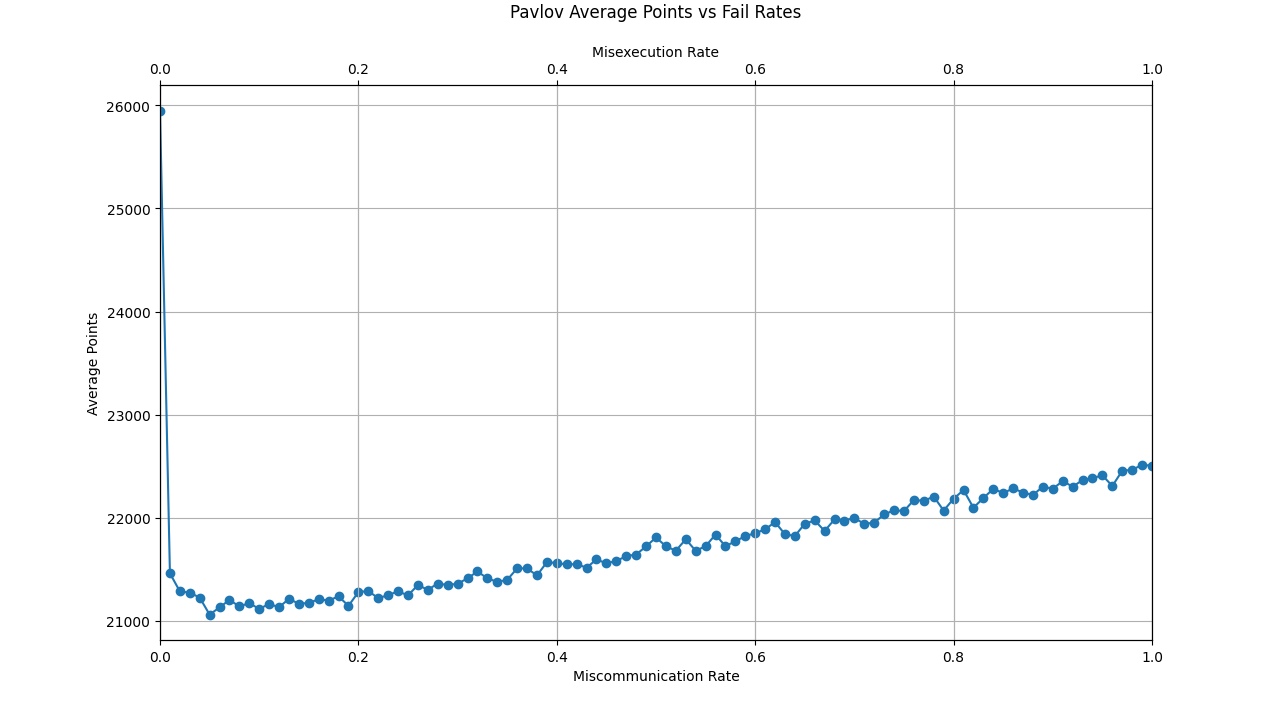 Pavlov Average Points vs Fail Rates
Misexecution Rate
0.0 0.2 0.4 0.6 0.8 1.0
26000
25000
24000
23000
22000
21000
Average Points
0.0 0.2 0.4 0.6 0.8 1.0
Miscommunication Rate